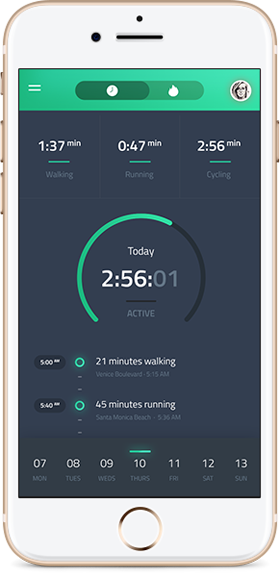 1:37 min 0:47 min 2:56 min
Walking Running Cycling
Today
2:56:01
ACTIVE
5:00 AM 21 minutes walking
Venice Boulevard · 5:15 AM
5:40 AM 45 minutes running
Santa Monica Beach · 5:36 AM
07 08 09 10 11 12 13
MON TUES WEDS THURS FRI SAT SUN